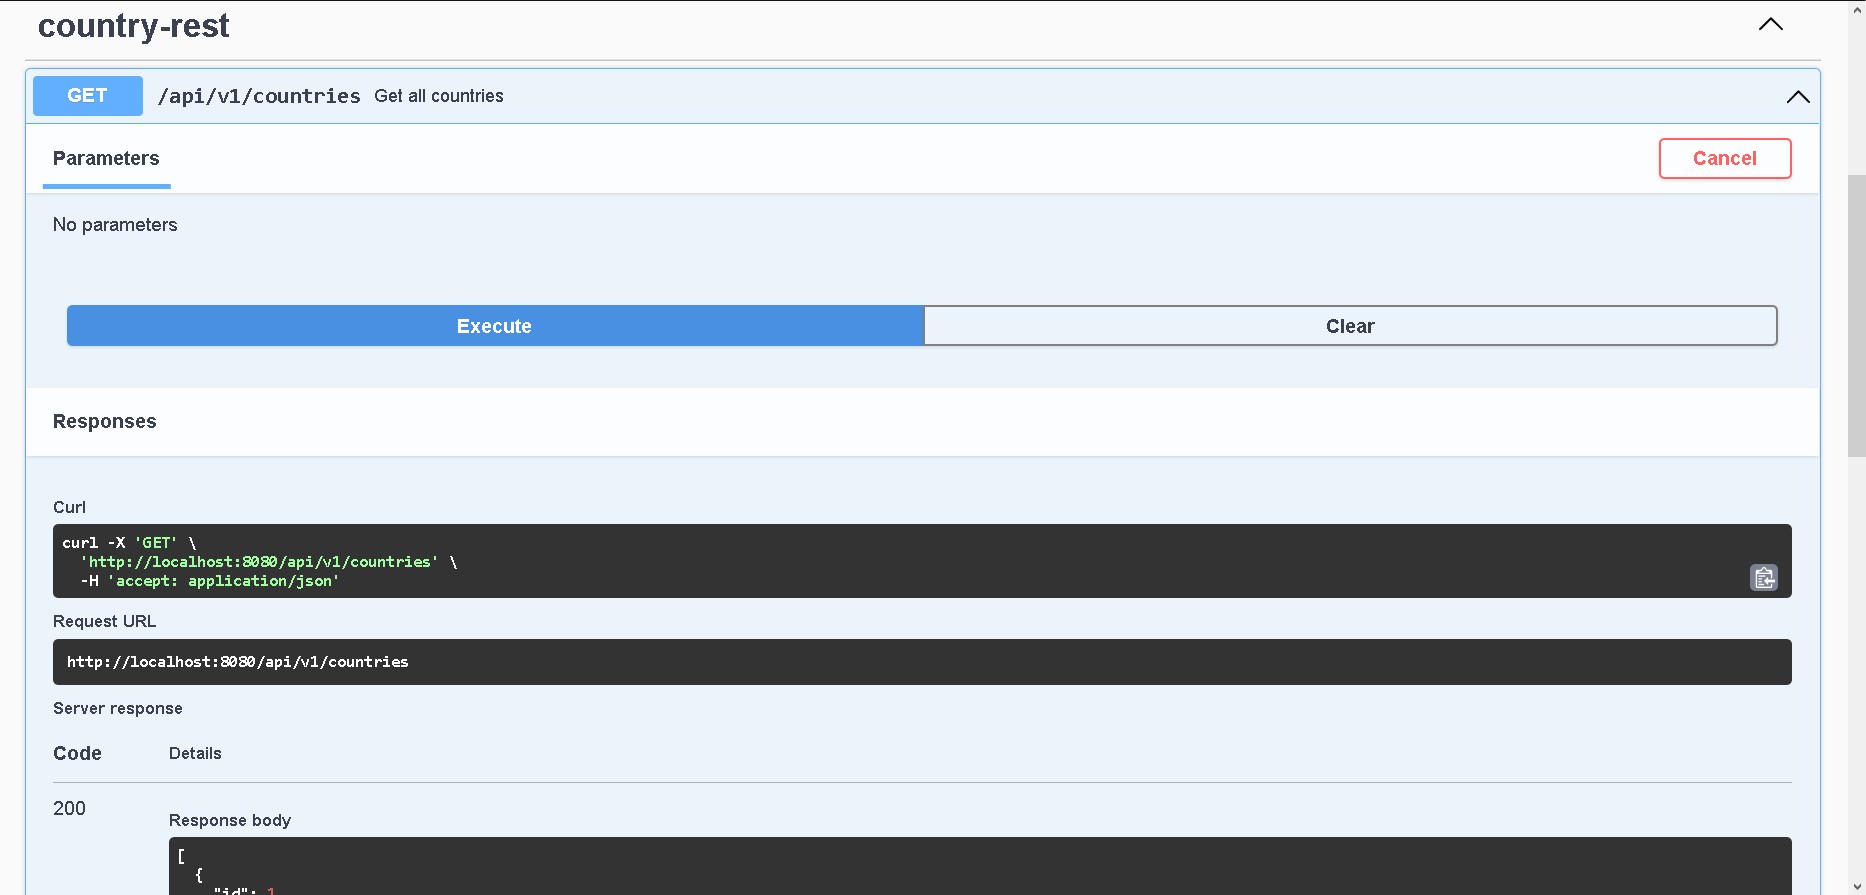 country-rest
GET /api/v1/countries Get all countries
Parameters Cancel
No parameters
Execute Clear
Responses
Curl
curl -X 'GET' \
'http://localhost:8080/api/v1/countries' \
-H 'accept: application/json'
Request URL
http://localhost:8080/api/v1/countries
Server response
Code Details
200
Response body
[
{
"id": 1